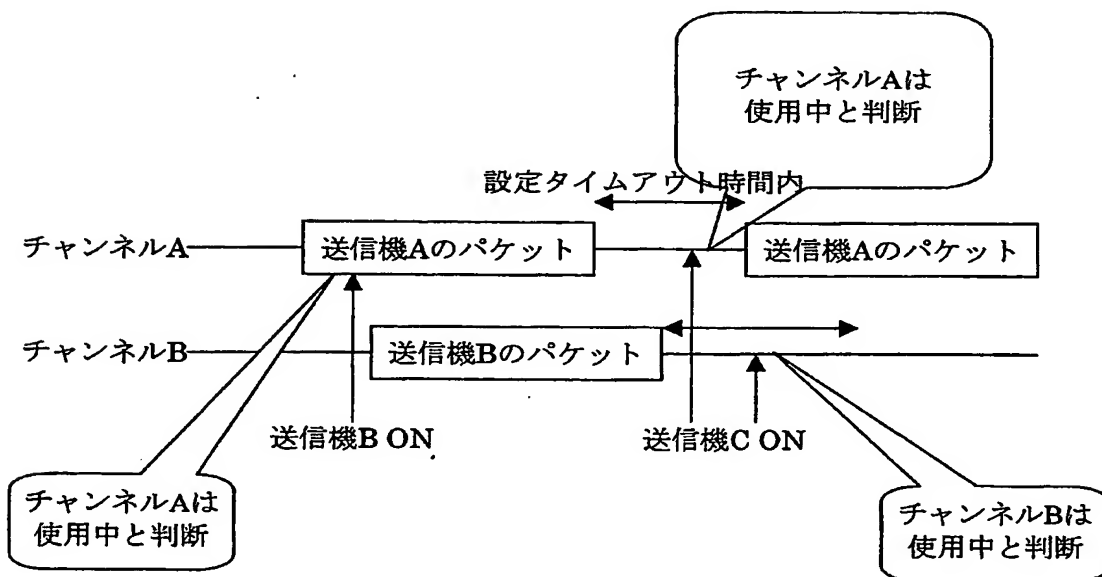 チャンネルAは
使用中と判断
設定タイムアウト時間内
チャンネルA
送信機Aのパケット
送信機Aのパケット
チャンネルB
送信機Bのパケット
送信機B ON
送信機C ON
チャンネルAは
使用中と判断
チャンネルBは
使用中と判断